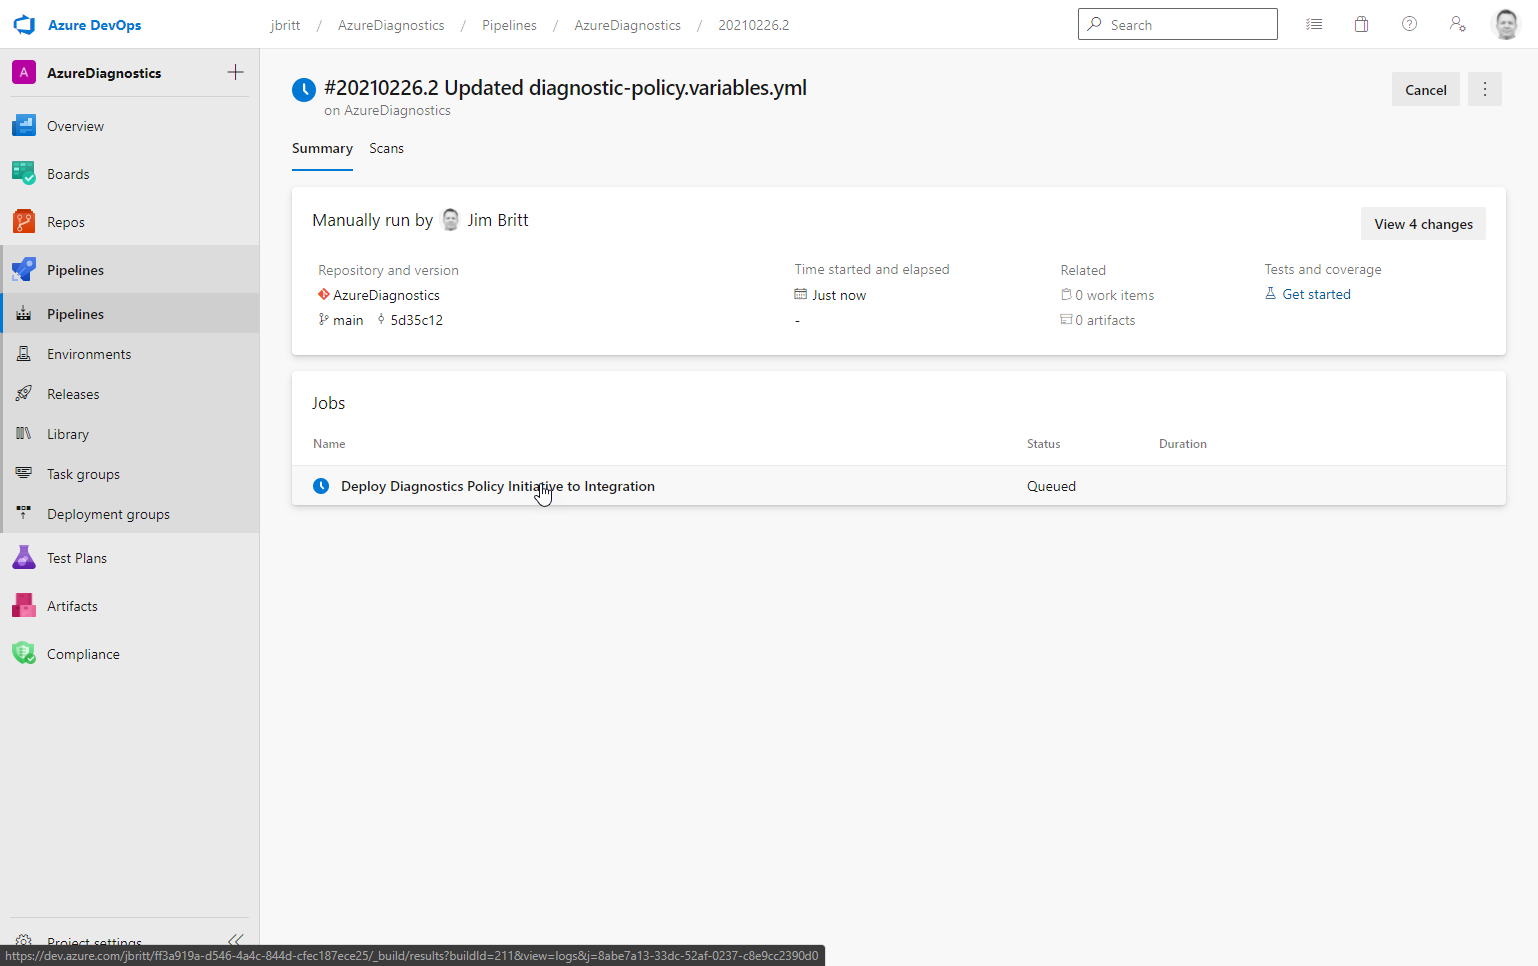 Azure DevOps
jbritt / AzureDiagnostics / Pipelines / AzureDiagnostics / 20210226.2
Search
A AzureDiagnostics
Overview
Boards
Repos
Pipelines
Pipelines
Environments
Releases
Library
Task groups
Deployment groups
Test Plans
Artifacts
Compliance
Project settings
#20210226.2 Updated diagnostic-policy.variables.yml
on AzureDiagnostics
Cancel
Summary Scans
Manually run by Jim Britt
View 4 changes
Repository and version
AzureDiagnostics
main 5d35c12
Time started and elapsed
Just now
-
Related
0 work items
0 artifacts
Tests and coverage
Get started
Jobs
Name Status Duration
Deploy Diagnostics Policy Initiative to Integration Queued
https://dev.azure.com/jbritt/ff3a919a-d546-4a4c-844d-cfec187ece25/_build/results?buildId=211&view=logs&j=8abe7a13-33dc-52af-0237-c8e9cc2390d0